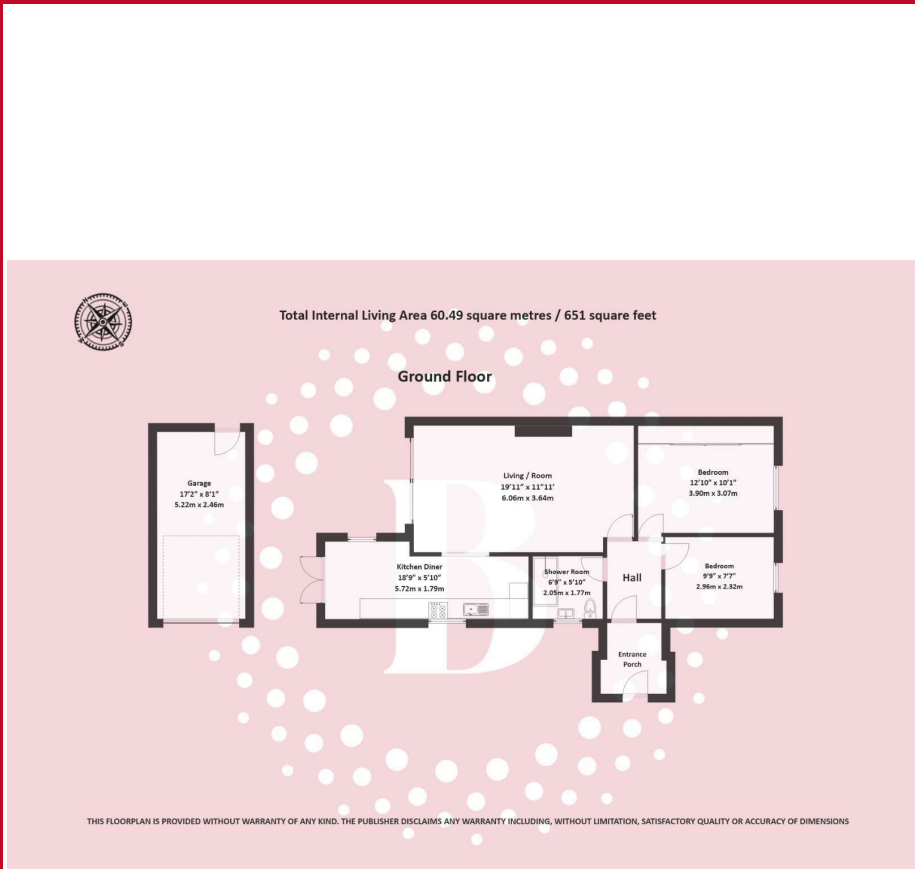 Total Internal Living Area 60.49 square metres / 651 square feet
Ground Floor
Garage
17'2" x 8'1"
5.22m x 2.46m
Living / Room
19'11" x 11'11'
6.06m x 3.64m
Bedroom
12'10" x 10'1"
3.90m x 3.07m
Kitchen Diner
18'9" x 5'10"
5.72m x 1.79m
Shower Room
6'9" x 5'10"
2.05m x 1.77m
Hall
Bedroom
9'9" x 7'7"
2.96m x 2.32m
Entrance
Porch
B
THIS FLOORPLAN IS PROVIDED WITHOUT WARRANTY OF ANY KIND. THE PUBLISHER DISCLAIMS ANY WARRANTY INCLUDING, WITHOUT LIMITATION, SATISFACTORY QUALITY OR ACCURACY OF DIMENSIONS